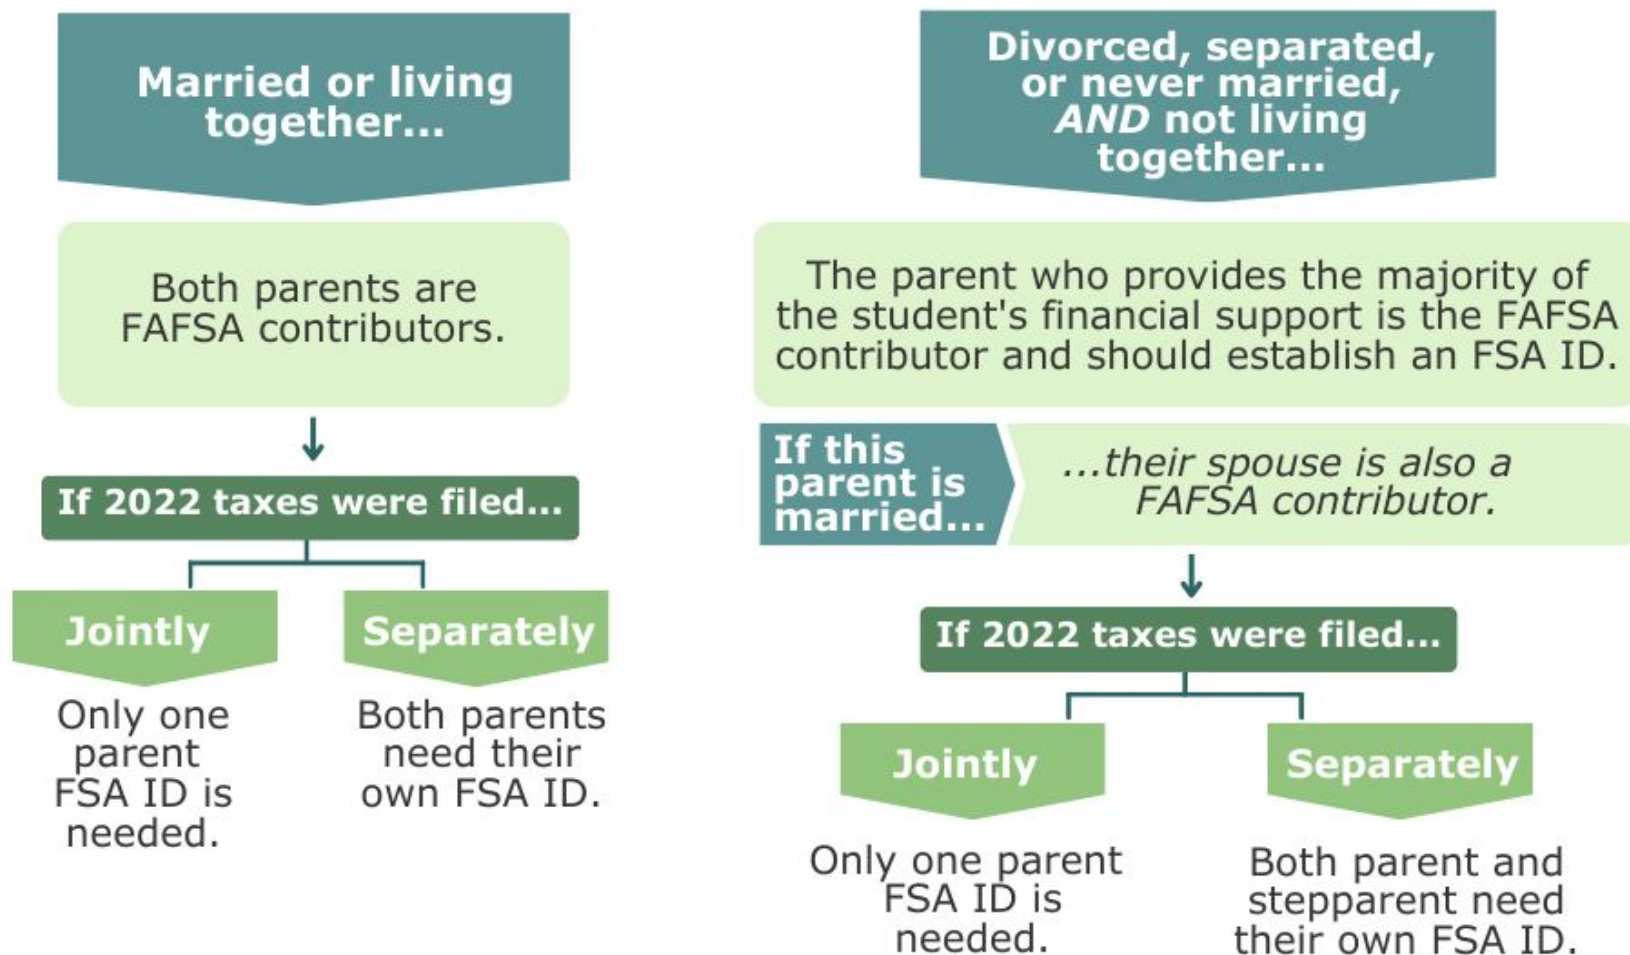 Married or living
together...
Both parents are
FAFSA contributors.
If 2022 taxes were filed...
Jointly
Only one
parent
FSA ID is
needed.
Separately
Both parents
need their
own FSA ID.
Divorced, separated,
or never married,
AND not living
together...
The parent who provides the majority of
the student's financial support is the FAFSA
contributor and should establish an FSA ID.
If this
parent is
married...
...their spouse is also a
FAFSA contributor.
If 2022 taxes were filed...
Jointly
Only one parent
FSA ID is
needed.
Separately
Both parent and
stepparent need
their own FSA ID.